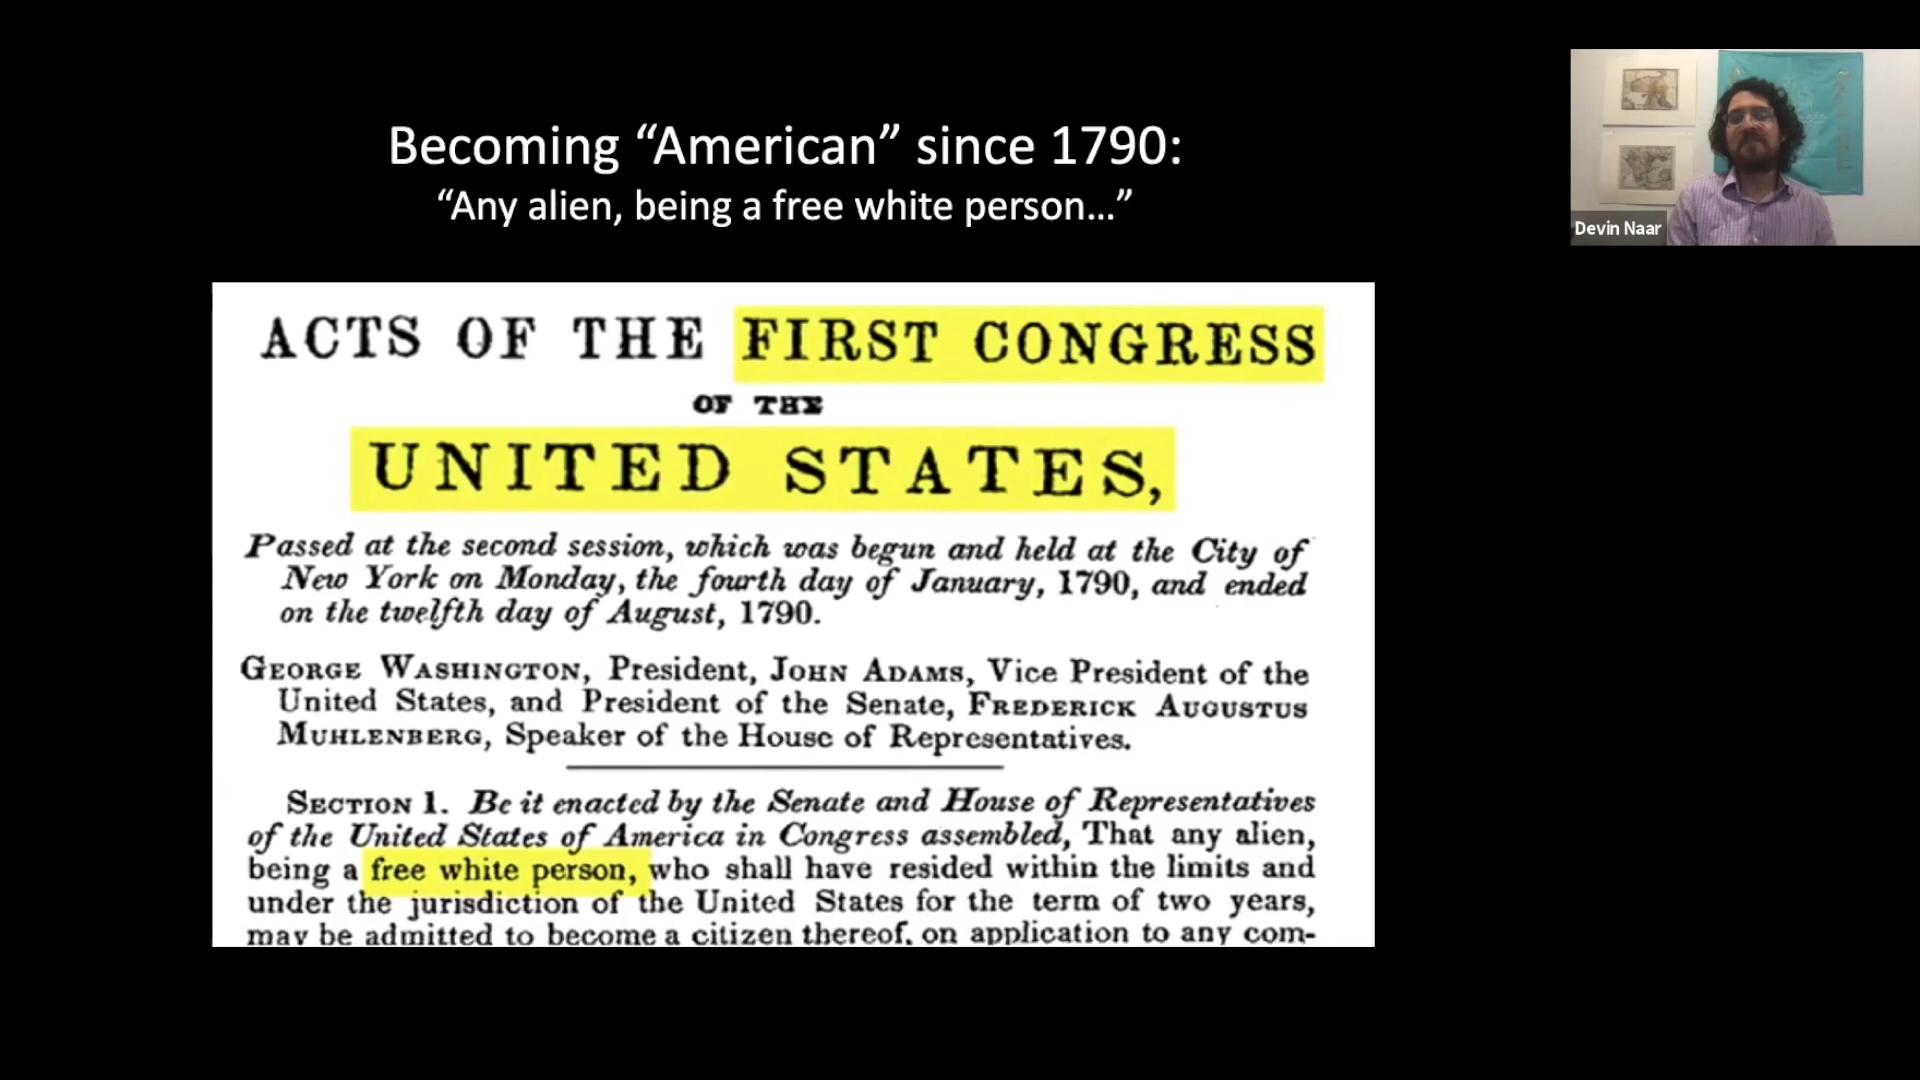 Becoming “American” since 1790:
“Any alien, being a free white person…”
Devin Naar
ACTS OF THE FIRST CONGRESS
OF THE
UNITED STATES,
Passed at the second session, which was begun and held at the City of
New York on Monday, the fourth day of January, 1790, and ended
on the twelfth day of August, 1790.
GEORGE WASHINGTON, President, JOHN ADAMS, Vice President of the
United States, and President of the Senate, FREDERICK AUGUSTUS
MUHLENBERG, Speaker of the House of Representatives.
SECTION 1. Be it enacted by the Senate and House of Representatives
of the United States of America in Congress assembled, That any alien,
being a free white person, who shall have resided within the limits and
under the jurisdiction of the United States for the term of two years,
may be admitted to become a citizen thereof, on application to any com-